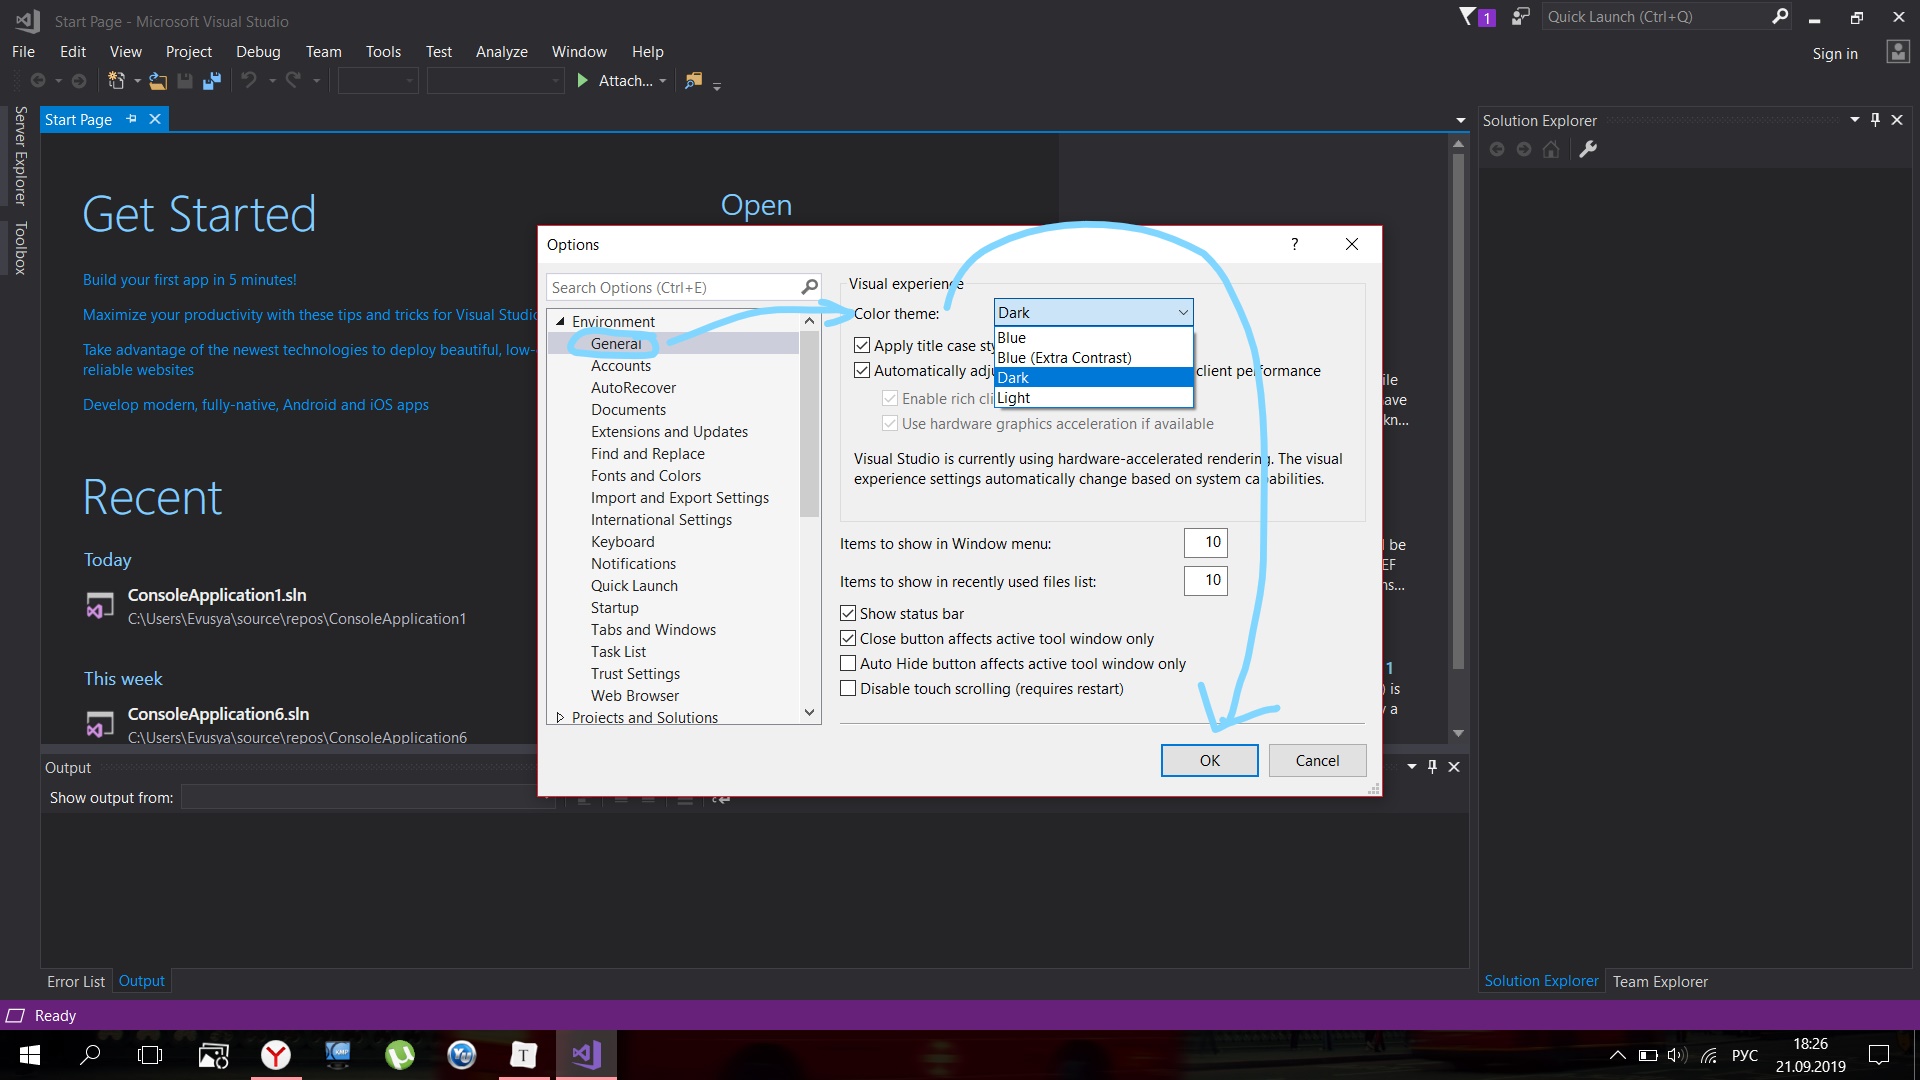 Start Page - Microsoft Visual Studio
1
Quick Launch (Ctrl+Q)
File Edit View Project Debug Team Tools Test Analyze Window Help
Sign in
Attach...
Server Explorer
Toolbox
Start Page
Solution Explorer
Get Started
Open
Build your first app in 5 minutes!
Maximize your productivity with these tips and tricks for Visual Studio
Take advantage of the newest technologies to deploy beautiful, low-
reliable websites
Develop modern, fully-native, Android and iOS apps
Recent
Today
ConsoleApplication1.sln
C:\Users\Evusya\source\repos\ConsoleApplication1
This week
ConsoleApplication6.sln
C:\Users\Evusya\source\repos\ConsoleApplication6
Options
?
Search Options (Ctrl+E)
Environment
General
Accounts
AutoRecover
Documents
Extensions and Updates
Find and Replace
Fonts and Colors
Import and Export Settings
International Settings
Keyboard
Notifications
Quick Launch
Startup
Tabs and Windows
Task List
Trust Settings
Web Browser
Projects and Solutions
Visual experience
Color theme:
Dark
Blue
Blue (Extra Contrast)
Dark
Light
Apply title case sty
Automatically adju client performance
Enable rich cli
Use hardware graphics acceleration if available
Visual Studio is currently using hardware-accelerated rendering. The visual
experience settings automatically change based on system capabilities.
Items to show in Window menu: 10
Items to show in recently used files list: 10
Show status bar
Close button affects active tool window only
Auto Hide button affects active tool window only
Disable touch scrolling (requires restart)
OK Cancel
ile
ave
kn...
be
EF
ns...
1
) is
y a
Output
Show output from:
Error List Output
Solution Explorer Team Explorer
Ready
РУС
18:26
21.09.2019